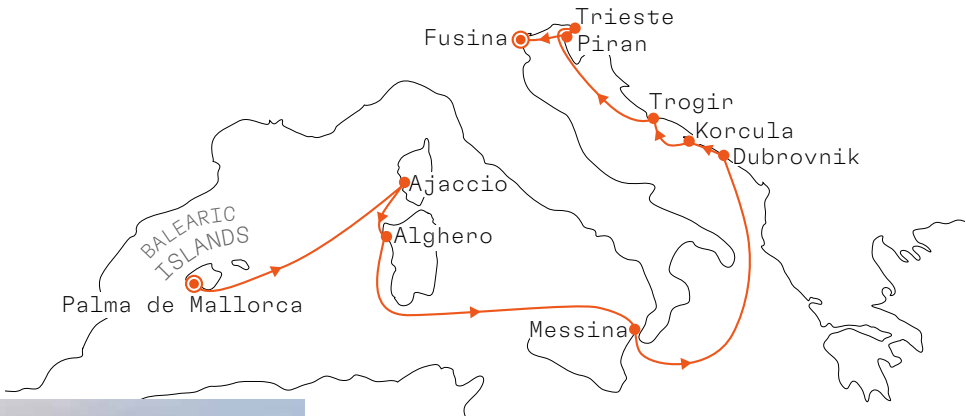 Trieste
Fusina
Piran
Trogir
Korcula
Dubrovnik
Ajaccio
BALEARIC
ISLANDS
Alghero
Palma de Mallorca
Messina